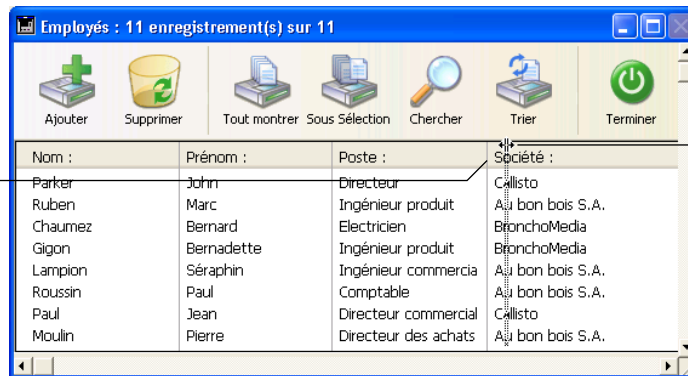 Employés : 11 enregistrement(s) sur 11
Ajouter Supprimer Tout montrer Sous Sélection Chercher Trier Terminer
Nom : Prénom : Poste : Société :
Parker John Directeur Callisto
Ruben Marc Ingénieur produit Au bon bois S.A.
Chaumez Bernard Electricien BronchoMedia
Gigon Bernadette Ingénieur produit BronchoMedia
Lampion Séraphin Ingénieur commercia Au bon bois S.A.
Roussin Paul Comptable Au bon bois S.A.
Paul Jean Directeur commercial Callisto
Moulin Pierre Directeur des achats Au bon bois S.A.